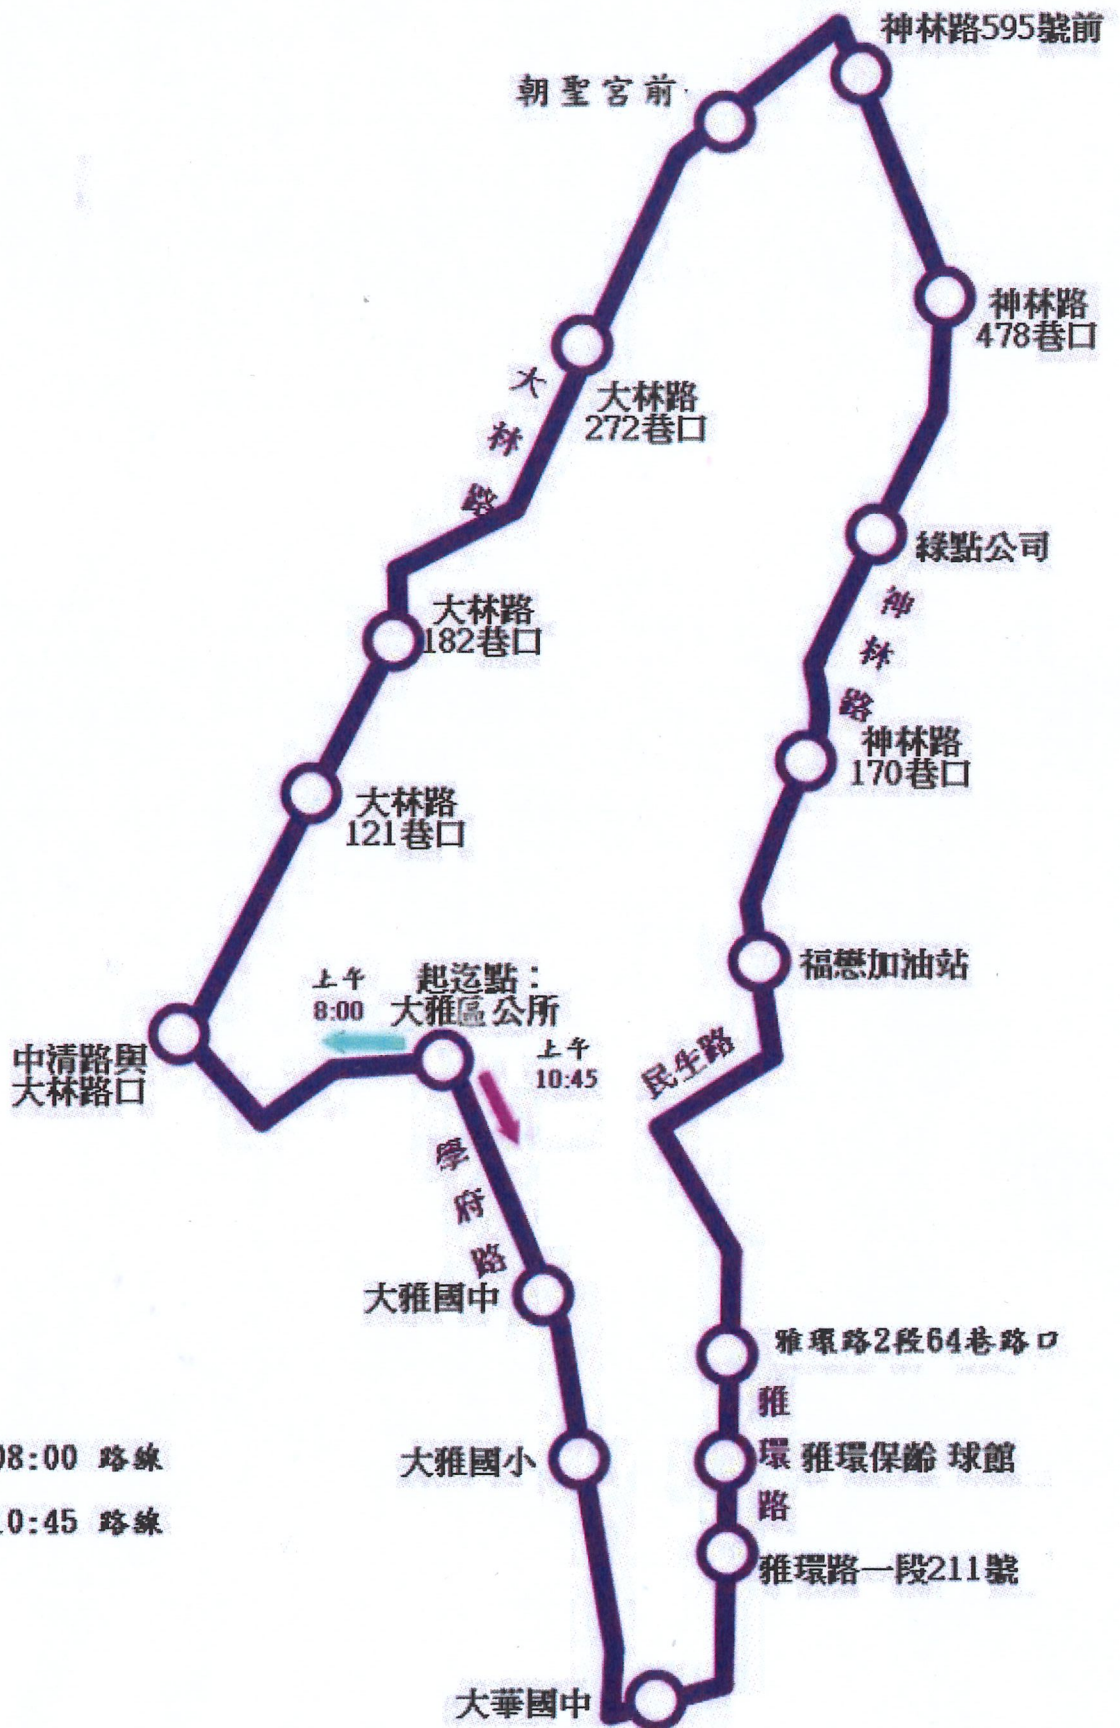 神林路595號前
朝聖宮前
神林路
478巷口
大林路
大林路
272巷口
綠點公司
神林路
大林路
182巷口
神林路
170巷口
大林路
121巷口
福懋加油站
上午
8:00
起迄點：
大雅區公所
中清路與
大林路口
上午
10:45
民生路
學府路
大雅國中
雅環路2段64巷路口
雅環路
大雅國小
雅環保齡 球館
08:00 路線
10:45 路線
雅環路一段211號
大華國中